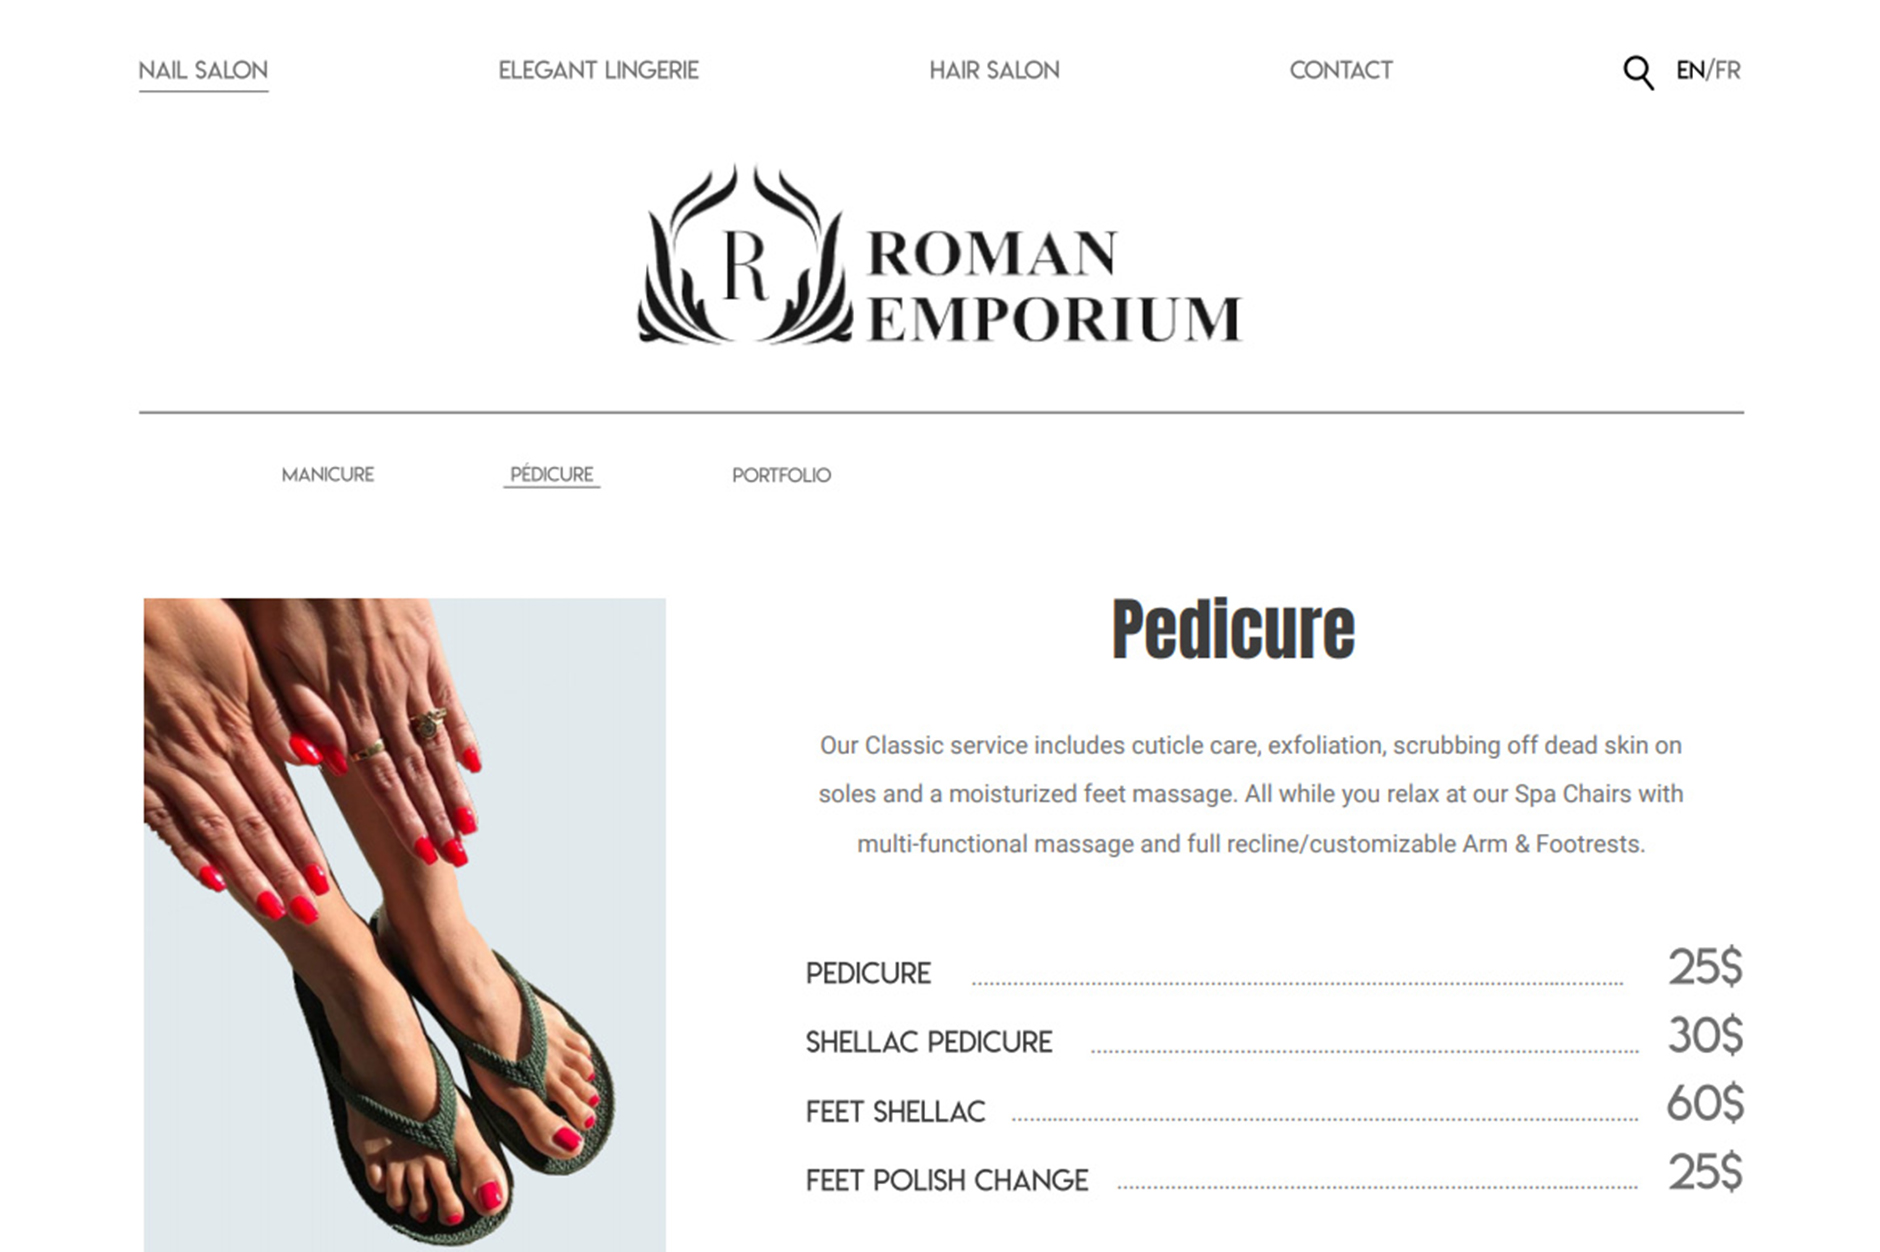 NAIL SALON
ELEGANT LINGERIE
HAIR SALON
CONTACT
EN/FR
R
ROMAN
EMPORIUM
MANICURE
PÉDICURE
PORTFOLIO
Pedicure
Our Classic service includes cuticle care, exfoliation, scrubbing off dead skin on
soles and a moisturized feet massage. All while you relax at our Spa Chairs with
multi-functional massage and full recline/customizable Arm & Footrests.
PEDICURE ........................ 25$
SHELLAC PEDICURE ........................ 30$
FEET SHELLAC ........................ 60$
FEET POLISH CHANGE ........................ 25$